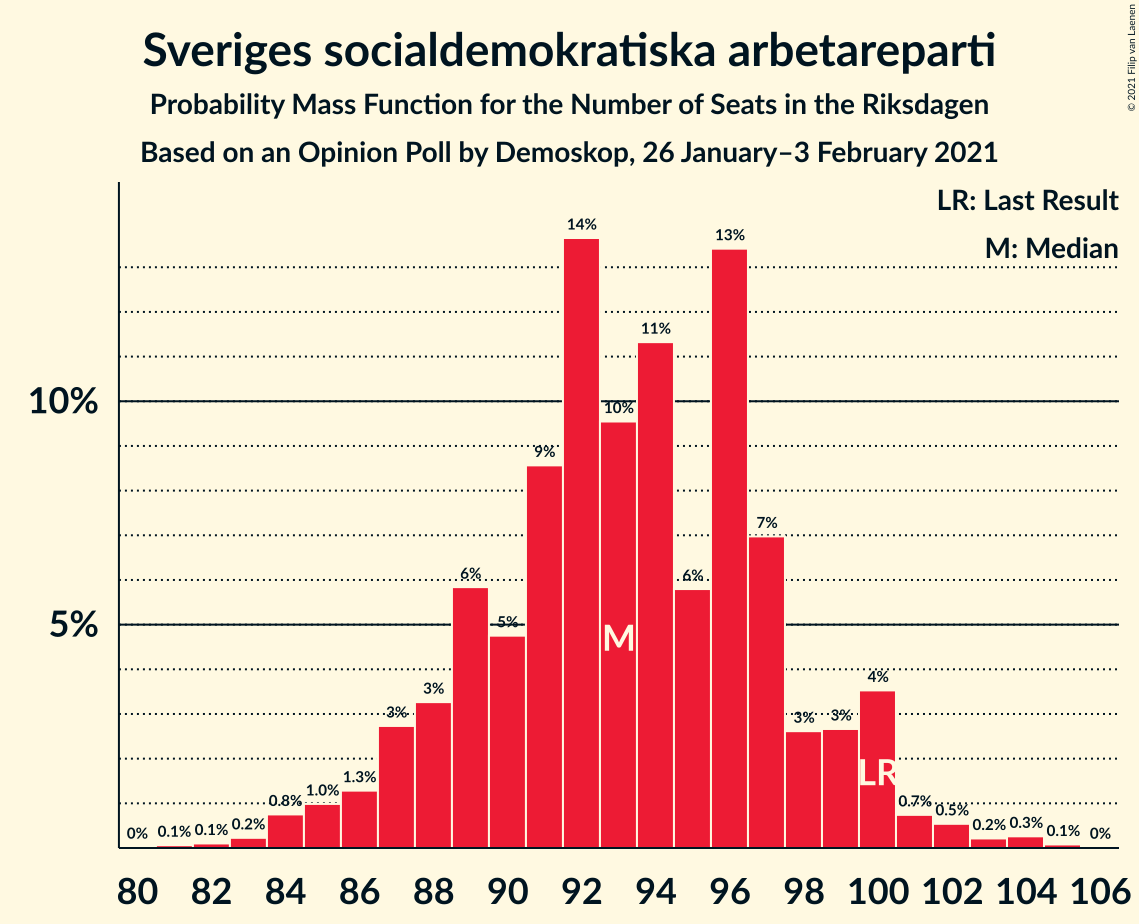 Sveriges socialdemokratiska arbetareparti
Probability Mass Function for the Number of Seats in the Riksdagen
Based on an Opinion Poll by Demoskop, 26 January–3 February 2021
© 2021 Filip van Laenen
LR: Last Result
M: Median
10%
5%
0% 0.1% 0.1% 0.2% 0.8% 1.0% 1.3% 3% 3% 6% 5% 9% 14% 10% 11% 6% 13% 7% 3% 3% 4% 0.7% 0.5% 0.2% 0.3% 0.1% 0%
M
LR
80 82 84 86 88 90 92 94 96 98 100 102 104 106